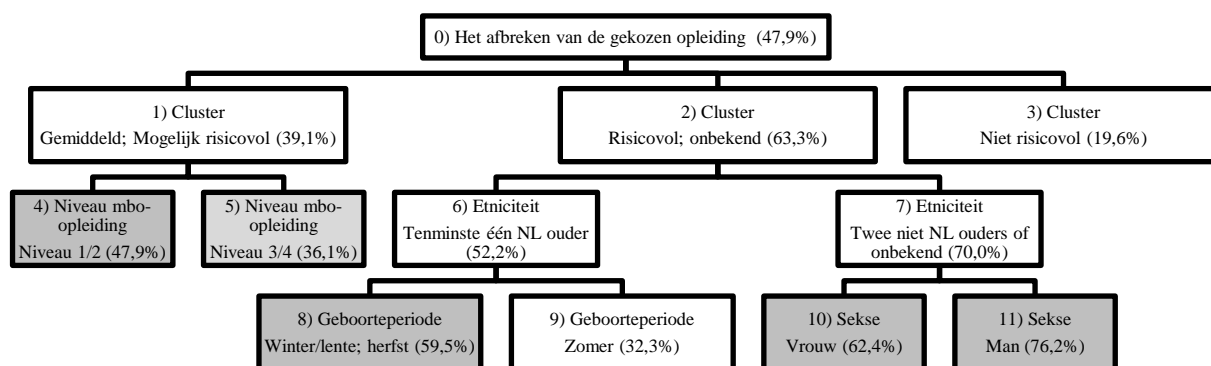 0) Het afbreken van de gekozen opleiding (47,9%)
1) Cluster
Gemiddeld; Mogelijk risicovol (39,1%)
2) Cluster
Risicovol; onbekend (63,3%)
3) Cluster
Niet risicovol (19,6%)
4) Niveau mbo-
opleiding
Niveau 1/2 (47,9%)
5) Niveau mbo-
opleiding
Niveau 3/4 (36,1%)
6) Etniciteit
Tenminste één NL ouder
(52,2%)
7) Etniciteit
Twee niet NL ouders of
onbekend (70,0%)
8) Geboorteperiode
Winter/lente; herfst (59,5%)
9) Geboorteperiode
Zomer (32,3%)
10) Sekse
Vrouw (62,4%)
11) Sekse
Man (76,2%)